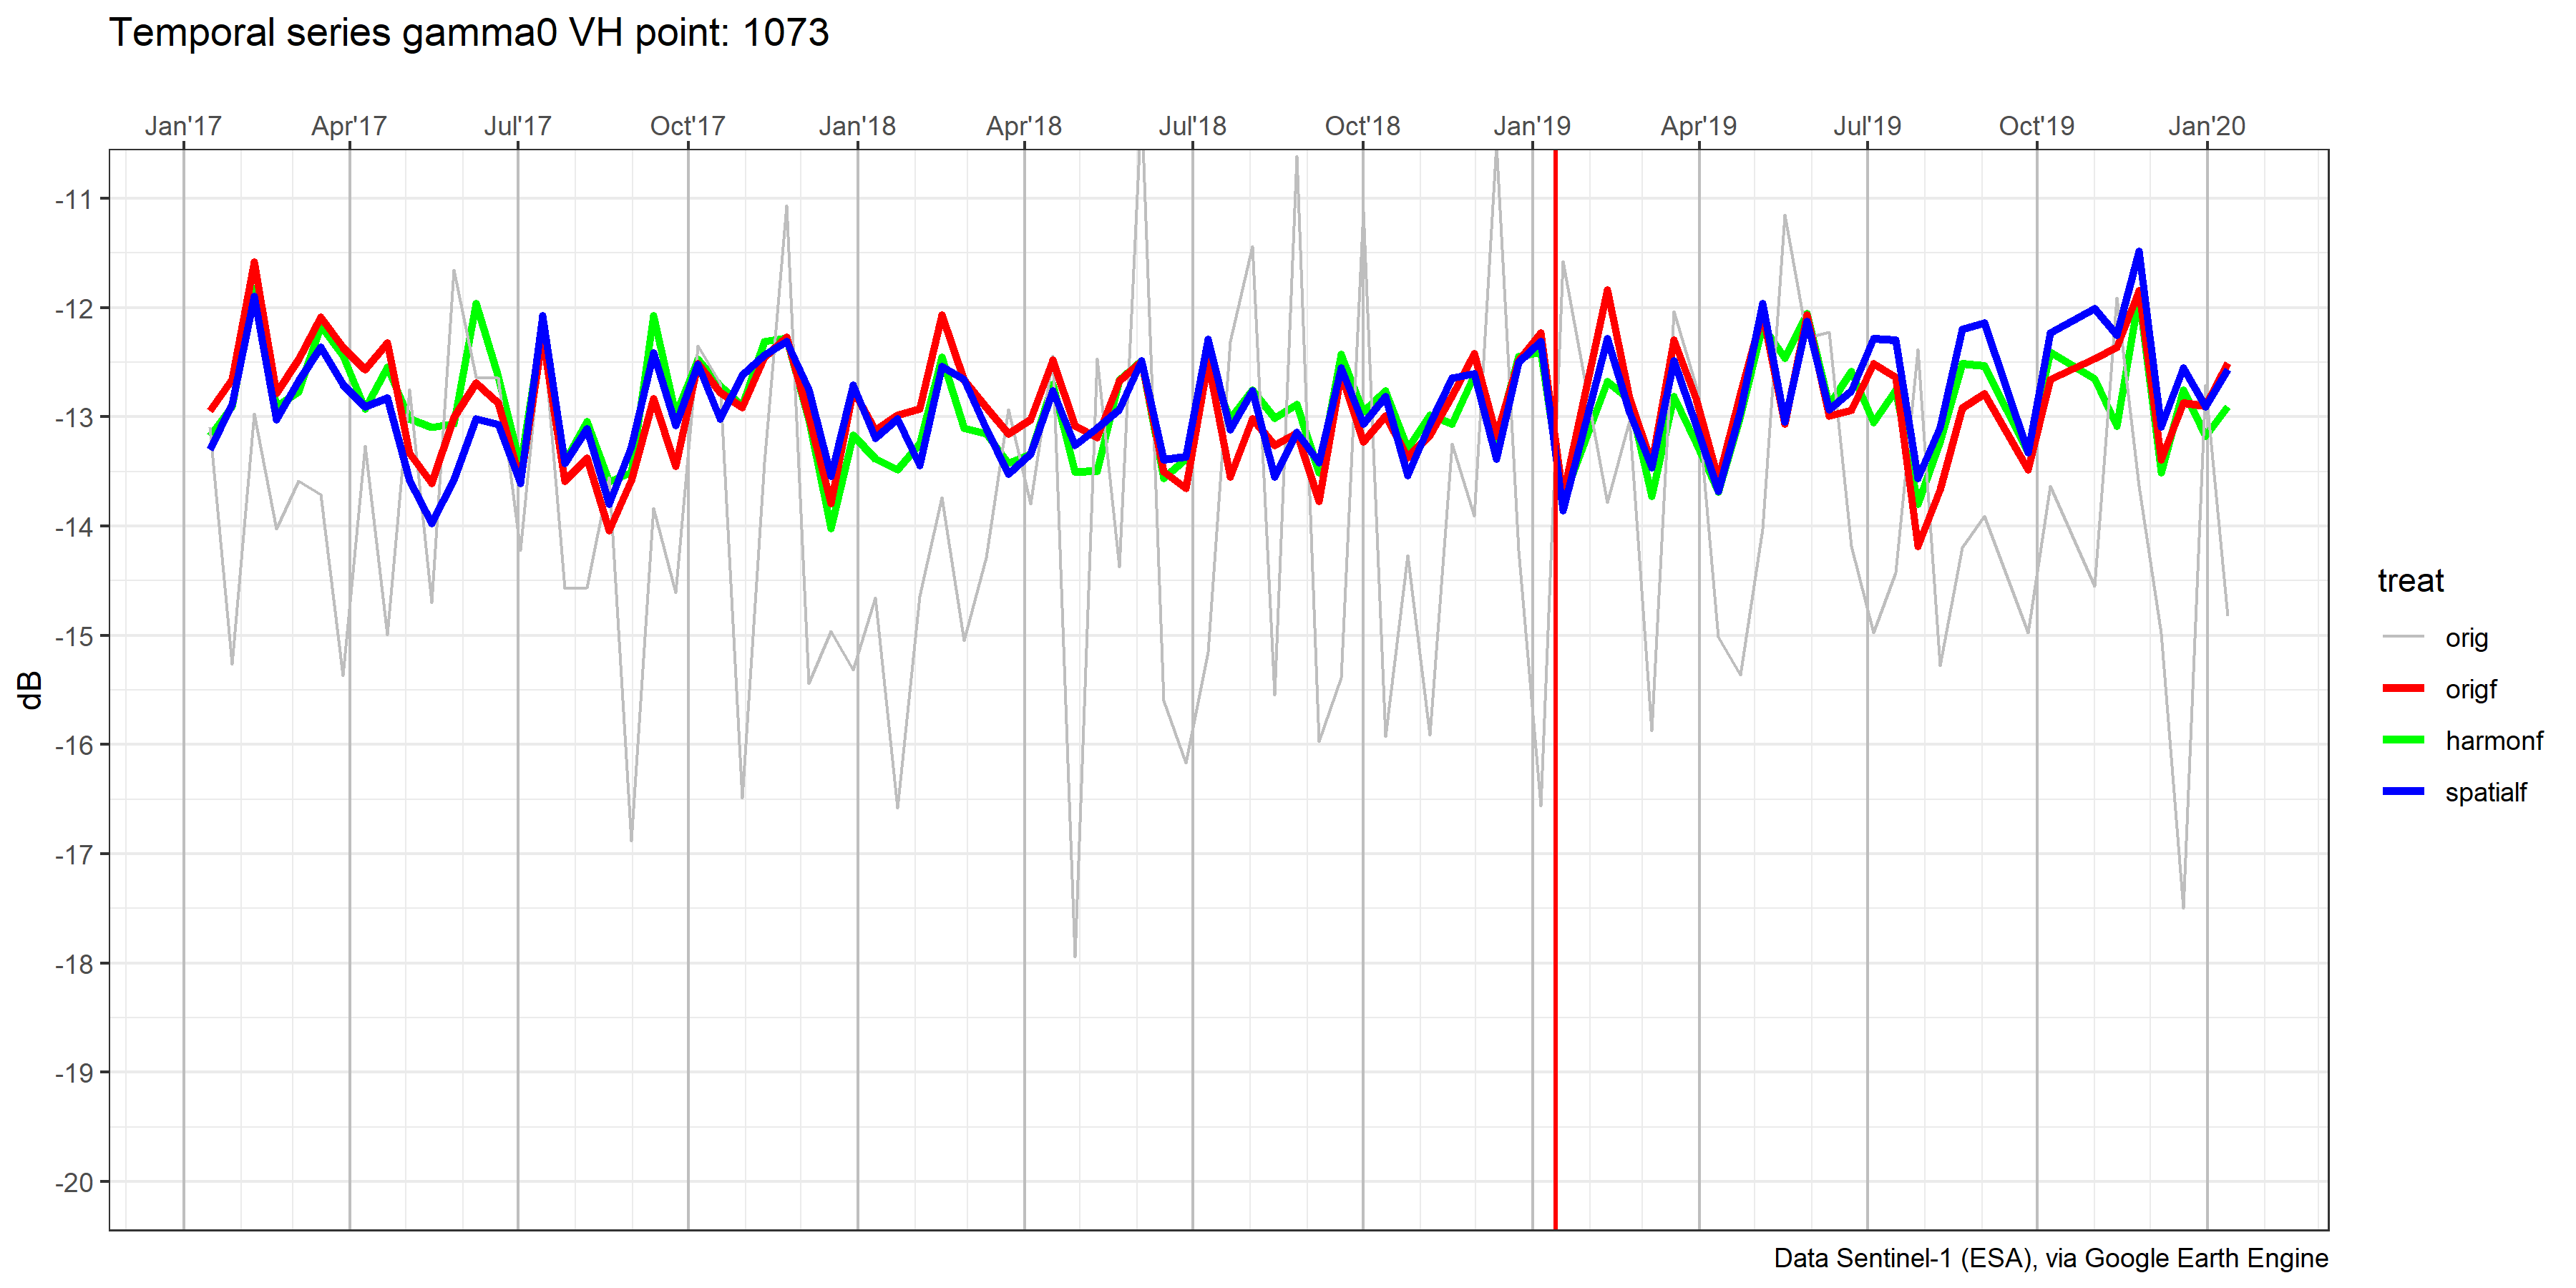 Temporal series gamma0 VH point: 1073
Jan'17 Apr'17 Jul'17 Oct'17 Jan'18 Apr'18 Jul'18 Oct'18 Jan'19 Apr'19 Jul'19 Oct'19 Jan'20
-11
-12
-13
-14
-15
-16
-17
-18
-19
-20
dB
treat
orig
origf
harmonf
spatialf
Data Sentinel-1 (ESA), via Google Earth Engine